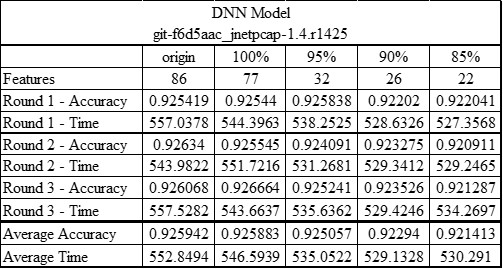 DNN Model
git-f6d5aac_jnetpcap-1.4.r1425
origin 100% 95% 90% 85%
Features 86 77 32 26 22
Round 1 - Accuracy 0.925419 0.92544 0.925838 0.92202 0.922041
Round 1 - Time 557.0378 544.3963 538.2525 528.6326 527.3568
Round 2 - Accuracy 0.92634 0.925545 0.924091 0.923275 0.920911
Round 2 - Time 543.9822 551.7216 531.2681 529.3412 529.2465
Round 3 - Accuracy 0.926068 0.926664 0.925241 0.923526 0.921287
Round 3 - Time 557.5282 543.6637 535.6362 529.4246 534.2697
Average Accuracy 0.925942 0.925883 0.925057 0.92294 0.921413
Average Time 552.8494 546.5939 535.0522 529.1328 530.291